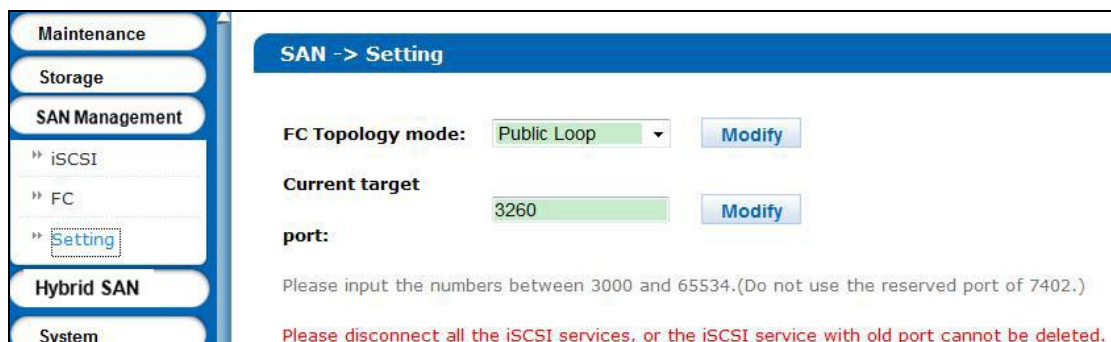 Maintenance
Storage
SAN Management
iSCSI
FC
Setting
Hybrid SAN
System
SAN -> Setting
FC Topology mode: Public Loop Modify
Current target
3260 Modify
port:
Please input the numbers between 3000 and 65534.(Do not use the reserved port of 7402.)
Please disconnect all the iSCSI services, or the iSCSI service with old port cannot be deleted.